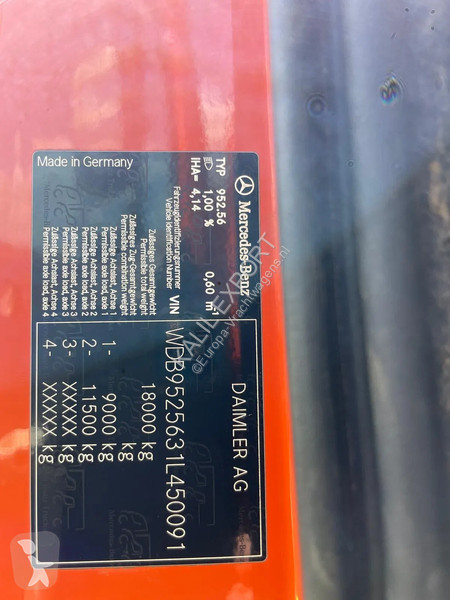 Mercedes-Benz
DAIMLER AG
TYP 952.56
1,00 % 0,60 m¹
IHA= 4,14
Fahrzeugidentifizierungsnummer
Vehicle Identification Number VIN WDB9525631L450091
Zulässiges Gesamtgewicht
Permissible total weight 18000 kg
Zulässiges Zug-Gesamtgewicht
Permissible combination weight kg
Zulässige Achslast, Achse 1
Permissible axle load, axle 1 1- 9000 kg
Zulässige Achslast, Achse 2
Permissible axle load, axle 2 2- 11500 kg
Zulässige Achslast, Achse 3
Permissible axle load, axle 3 3- XXXXX kg
Zulässige Achslast, Achse 4
Permissible axle load, axle 4 4- XXXXX kg
Made in Germany
ALILEXPORT
©Europa-Vrachtwagens.nl